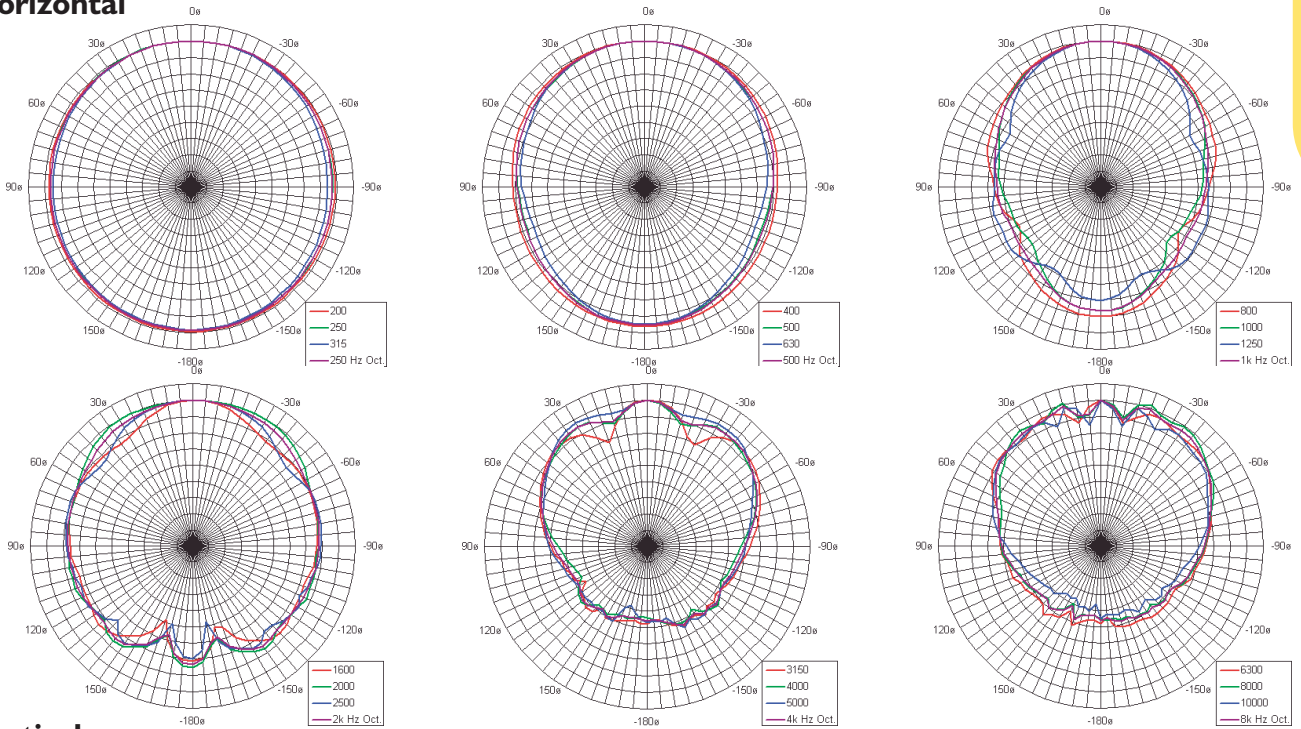 orizontal
0ø
30ø -30ø
60ø -60ø
90ø -90ø
120ø -120ø
150ø -150ø
-180ø
200
250
315
250 Hz Oct.
0ø
30ø -30ø
60ø -60ø
90ø -90ø
120ø -120ø
150ø -150ø
-180ø
400
500
630
500 Hz Oct.
0ø
30ø -30ø
60ø -60ø
90ø -90ø
120ø -120ø
150ø -150ø
-180ø
800
1000
1250
1k Hz Oct.
0ø
30ø -30ø
60ø -60ø
90ø -90ø
120ø -120ø
150ø -150ø
-180ø
1600
2000
2500
2k Hz Oct.
0ø
30ø -30ø
60ø -60ø
90ø -90ø
120ø -120ø
150ø -150ø
-180ø
3150
4000
5000
4k Hz Oct.
0ø
30ø -30ø
60ø -60ø
90ø -90ø
120ø -120ø
150ø -150ø
-180ø
6300
8000
10000
8k Hz Oct.